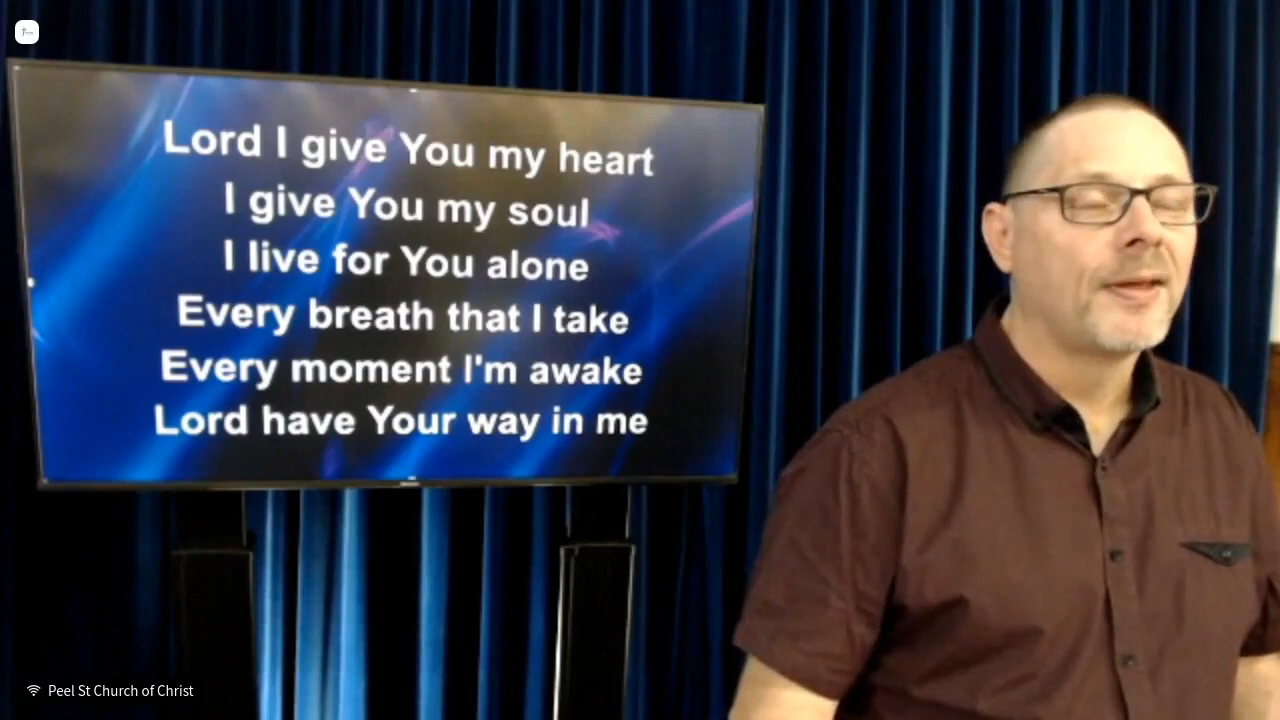 Lord I give You my heart
I give You my soul
I live for You alone
Every breath that I take
Every moment I'm awake
Lord have Your way in me
Peel St Church of Christ